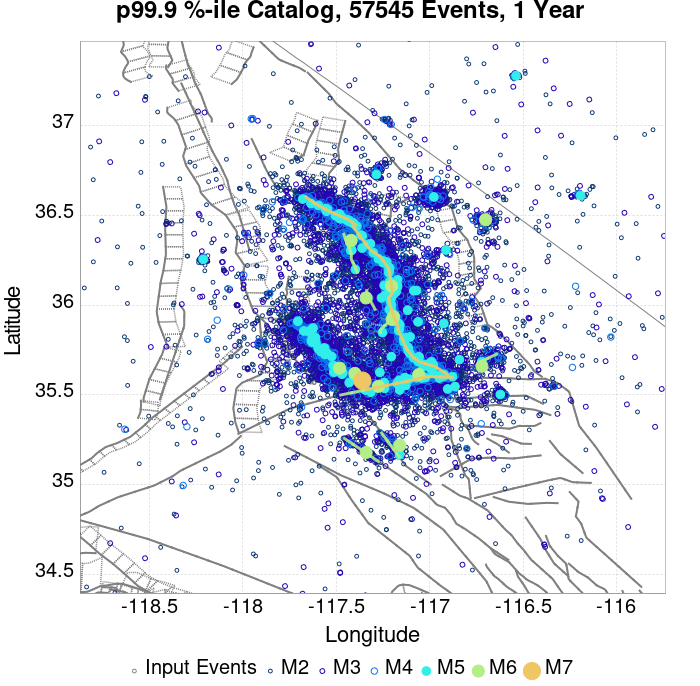 p99.9 %-ile Catalog, 57545 Events, 1 Year
Latitude
37
36.5
36
35.5
35
34.5
-118.5 -118 -117.5 -117 -116.5 -116
Longitude
Input Events M2 M3 M4 M5 M6 M7